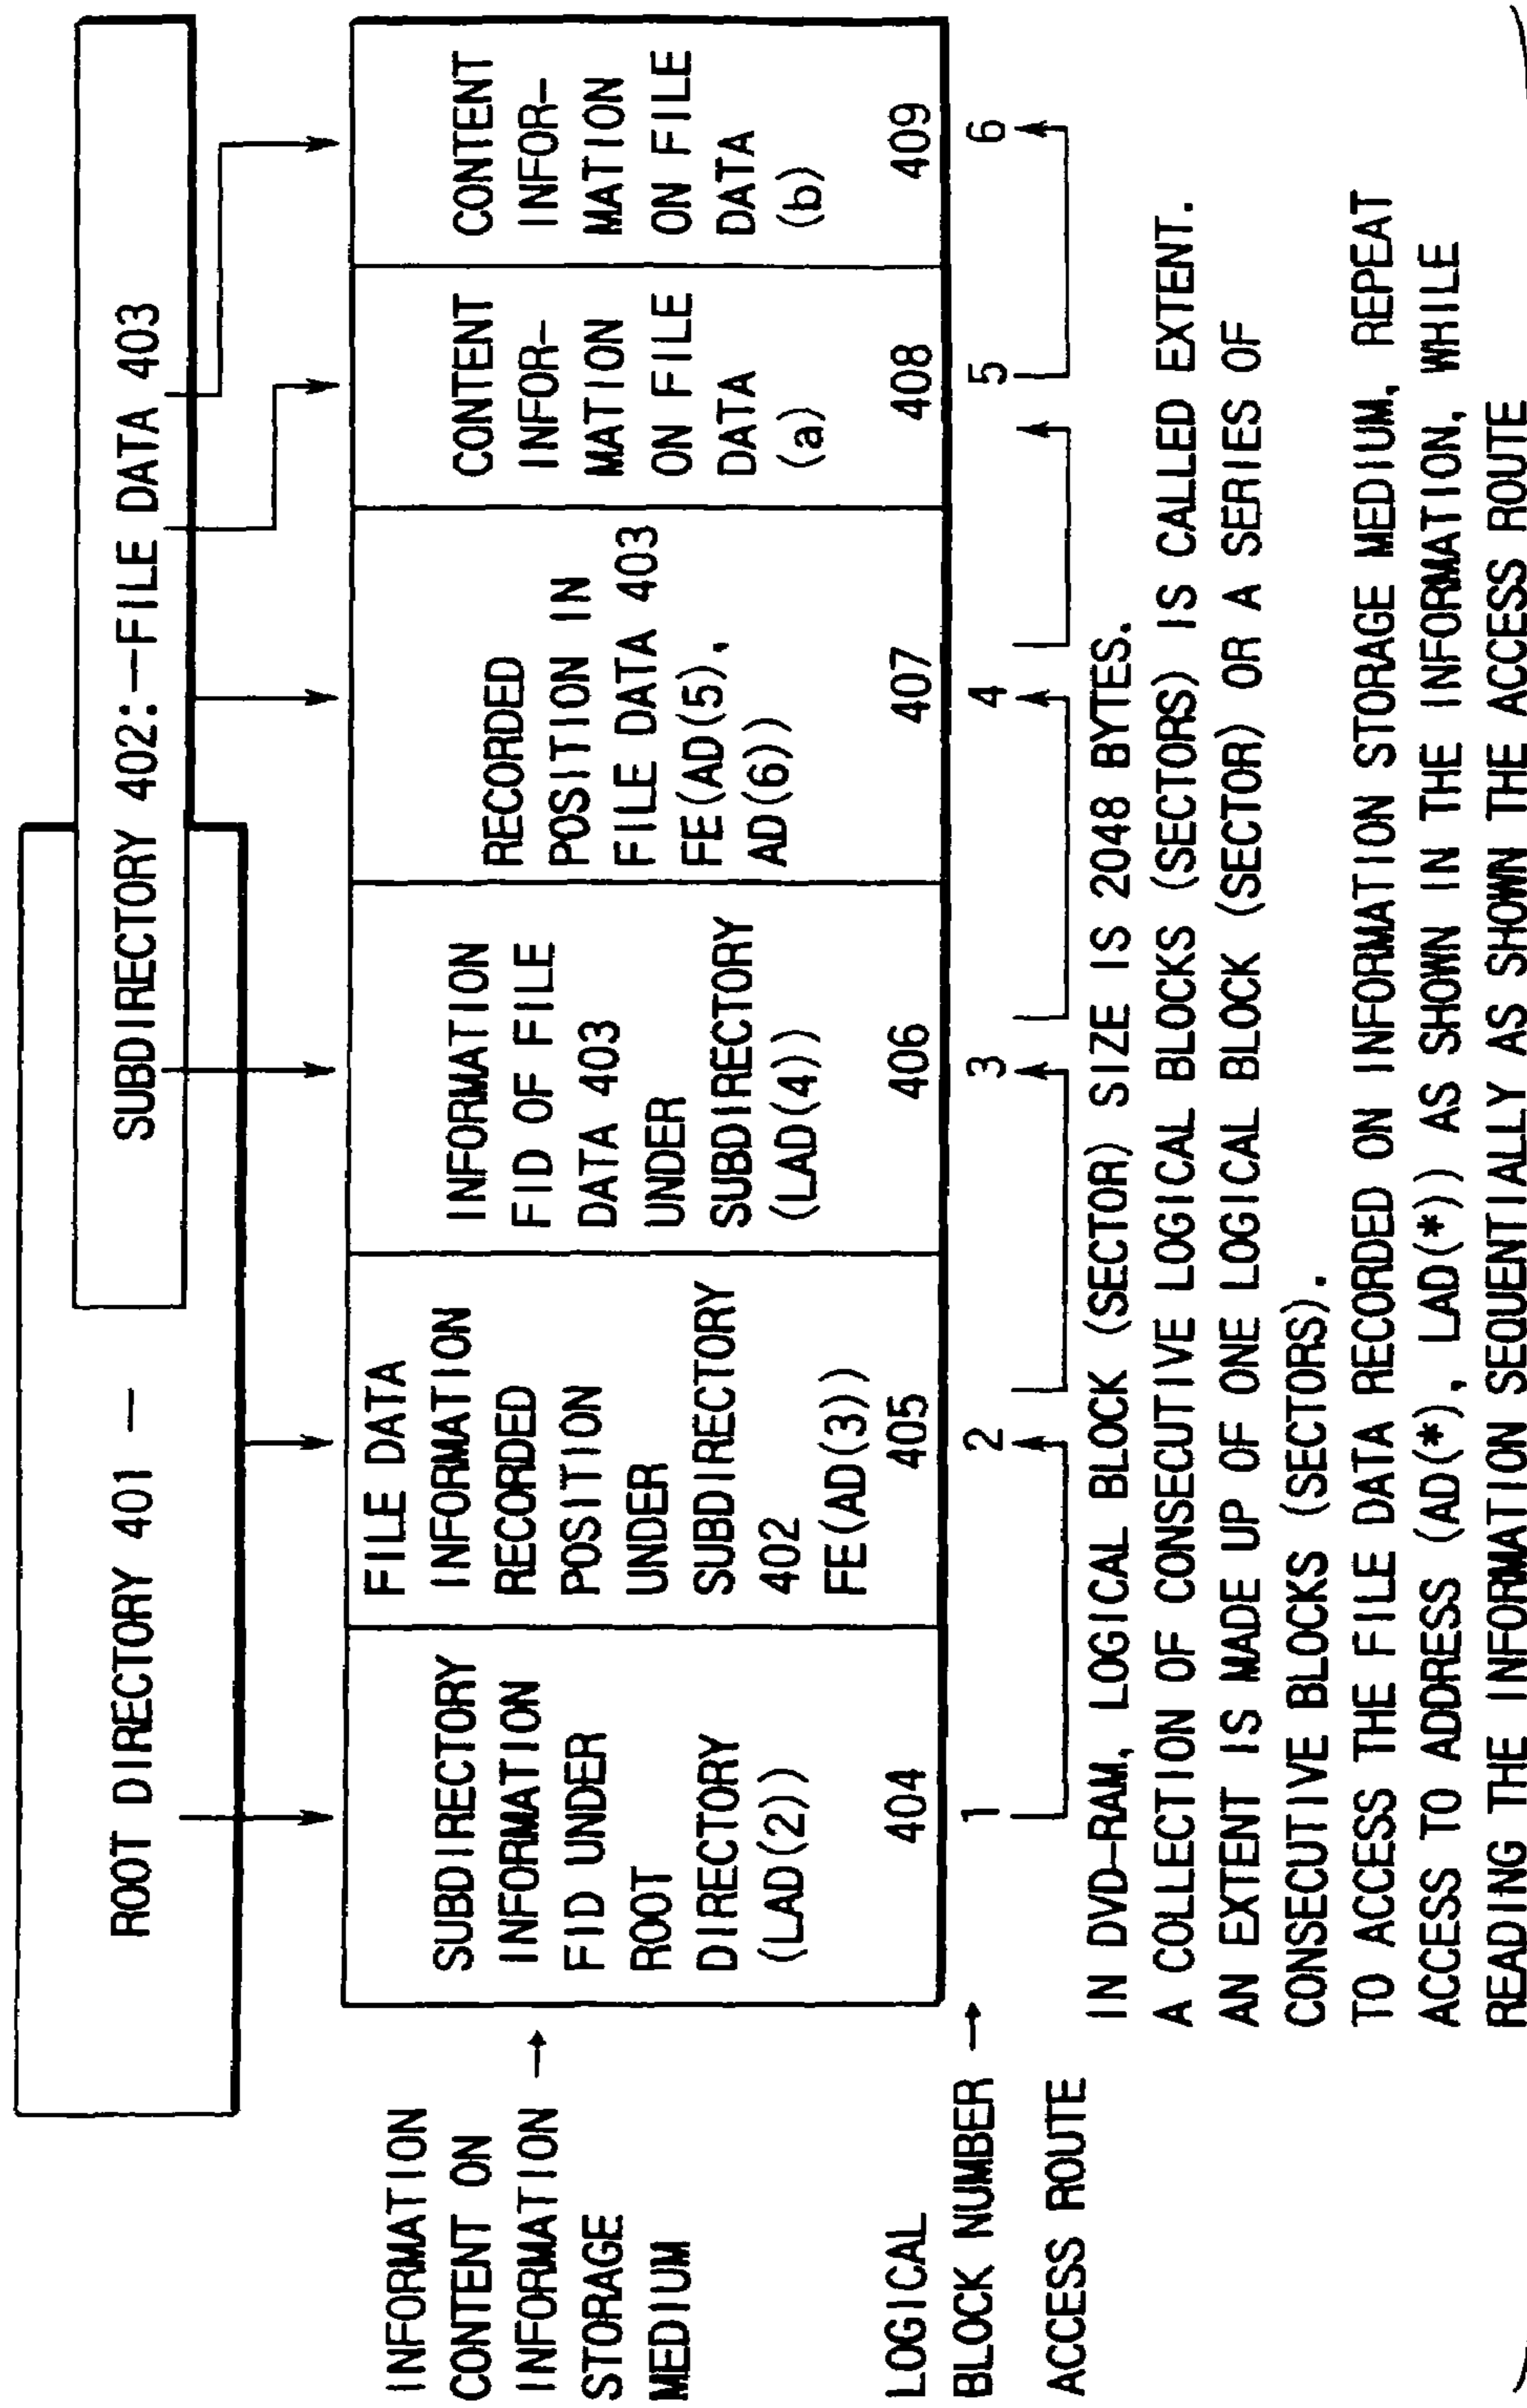 ROOT DIRECTORY 401 —
SUBDIRECTORY 402:—FILE DATA 403
INFORMATION
CONTENT ON
INFORMATION →
STORAGE
MEDIUM
SUBDIRECTORY
INFORMATION
FID UNDER
ROOT
DIRECTORY
(LAD(2))
404
FILE DATA
INFORMATION
RECORDED
POSITION
UNDER
SUBDIRECTORY
402
FE(AD(3))
405
INFORMATION
FID OF FILE
DATA 403
UNDER
SUBDIRECTORY
(LAD(4))
406
RECORDED
POSITION IN
FILE DATA 403
FE(AD(5),
AD(6))
407
CONTENT
INFOR-
MATION
ON FILE
DATA
(a)
408
CONTENT
INFOR-
MATION
ON FILE
DATA
(b)
409
LOGICAL
BLOCK NUMBER →
1 2 3 4 5 6
ACCESS ROUTE
IN DVD-RAM, LOGICAL BLOCK (SECTOR) SIZE IS 2048 BYTES.
A COLLECTION OF CONSECUTIVE LOGICAL BLOCKS (SECTORS) IS CALLED EXTENT.
AN EXTENT IS MADE UP OF ONE LOGICAL BLOCK (SECTOR) OR A SERIES OF
CONSECUTIVE BLOCKS (SECTORS).
TO ACCESS THE FILE DATA RECORDED ON INFORMATION STORAGE MEDIUM, REPEAT
ACCESS TO ADDRESS (AD(*), LAD(*)) AS SHOWN IN THE INFORMATION, WHILE
READING THE INFORMATION SEQUENTIALLY AS SHOWN THE ACCESS ROUTE